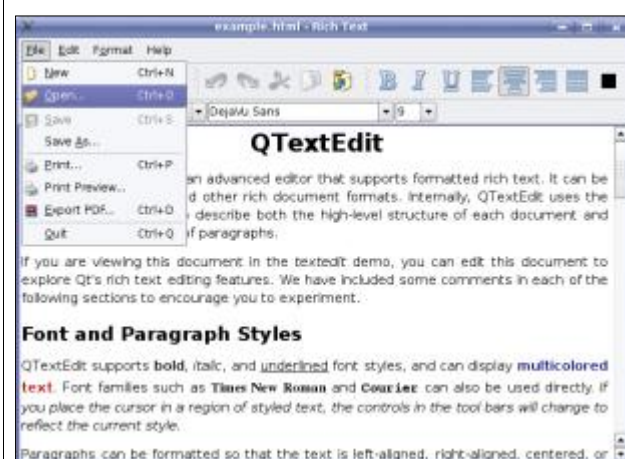 example.html - Rich Text
File Edit Format Help
New Ctrl+N
Open... Ctrl+O
Save Ctrl+S
Save As...
Print... Ctrl+P
Print Preview...
Export PDF... Ctrl+D
Quit Ctrl+Q
B I U
DejaVu Sans 9
QTextEdit
an advanced editor that supports formatted rich text. It can be
d other rich document formats. Internally, QTextEdit uses the
describe both the high-level structure of each document and
of paragraphs.
If you are viewing this document in the textedit demo, you can edit this document to
explore Qt's rich text editing features. We have included some comments in each of the
following sections to encourage you to experiment.
Font and Paragraph Styles
QTextEdit supports bold, italic, and underlined font styles, and can display multicolored
text. Font families such as Times New Roman and Courier can also be used directly. If
you place the cursor in a region of styled text, the controls in the tool bars will change to
reflect the current style.
Paragraphs can be formatted so that the text is left-aligned, right-aligned, centered, or